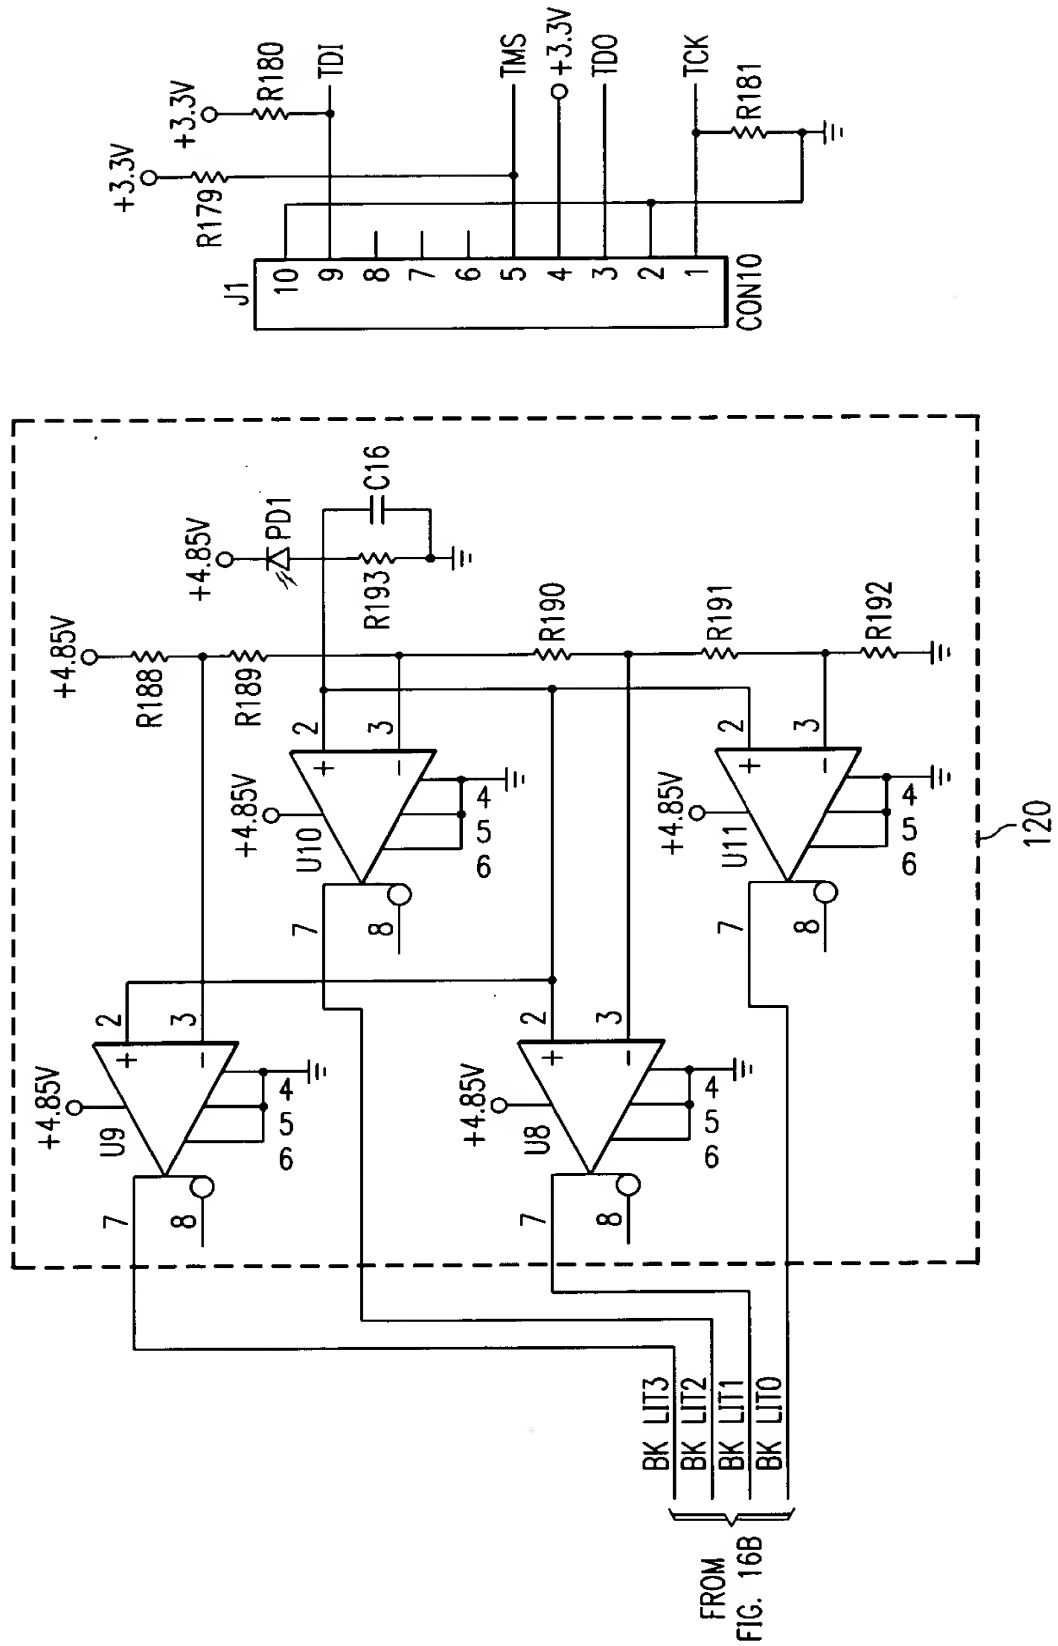 +3.3V
R179
+3.3V
R180
TDI
TMS
+3.3V
TDO
TCK
R181
J1
10
9
8
7
6
5
4
3
2
1
CON10
+4.85V
R188
R189
+4.85V
PD1
C16
R193
R190
R191
R192
+4.85V
U10
2
+
3
-
4
5
6
7
8
+4.85V
U11
2
+
3
-
4
5
6
7
8
+4.85V
U9
2
+
3
-
4
5
6
7
8
+4.85V
U8
2
+
3
-
4
5
6
7
8
120
BK LIT3
BK LIT2
BK LIT1
BK LIT0
FROM
FIG. 16B